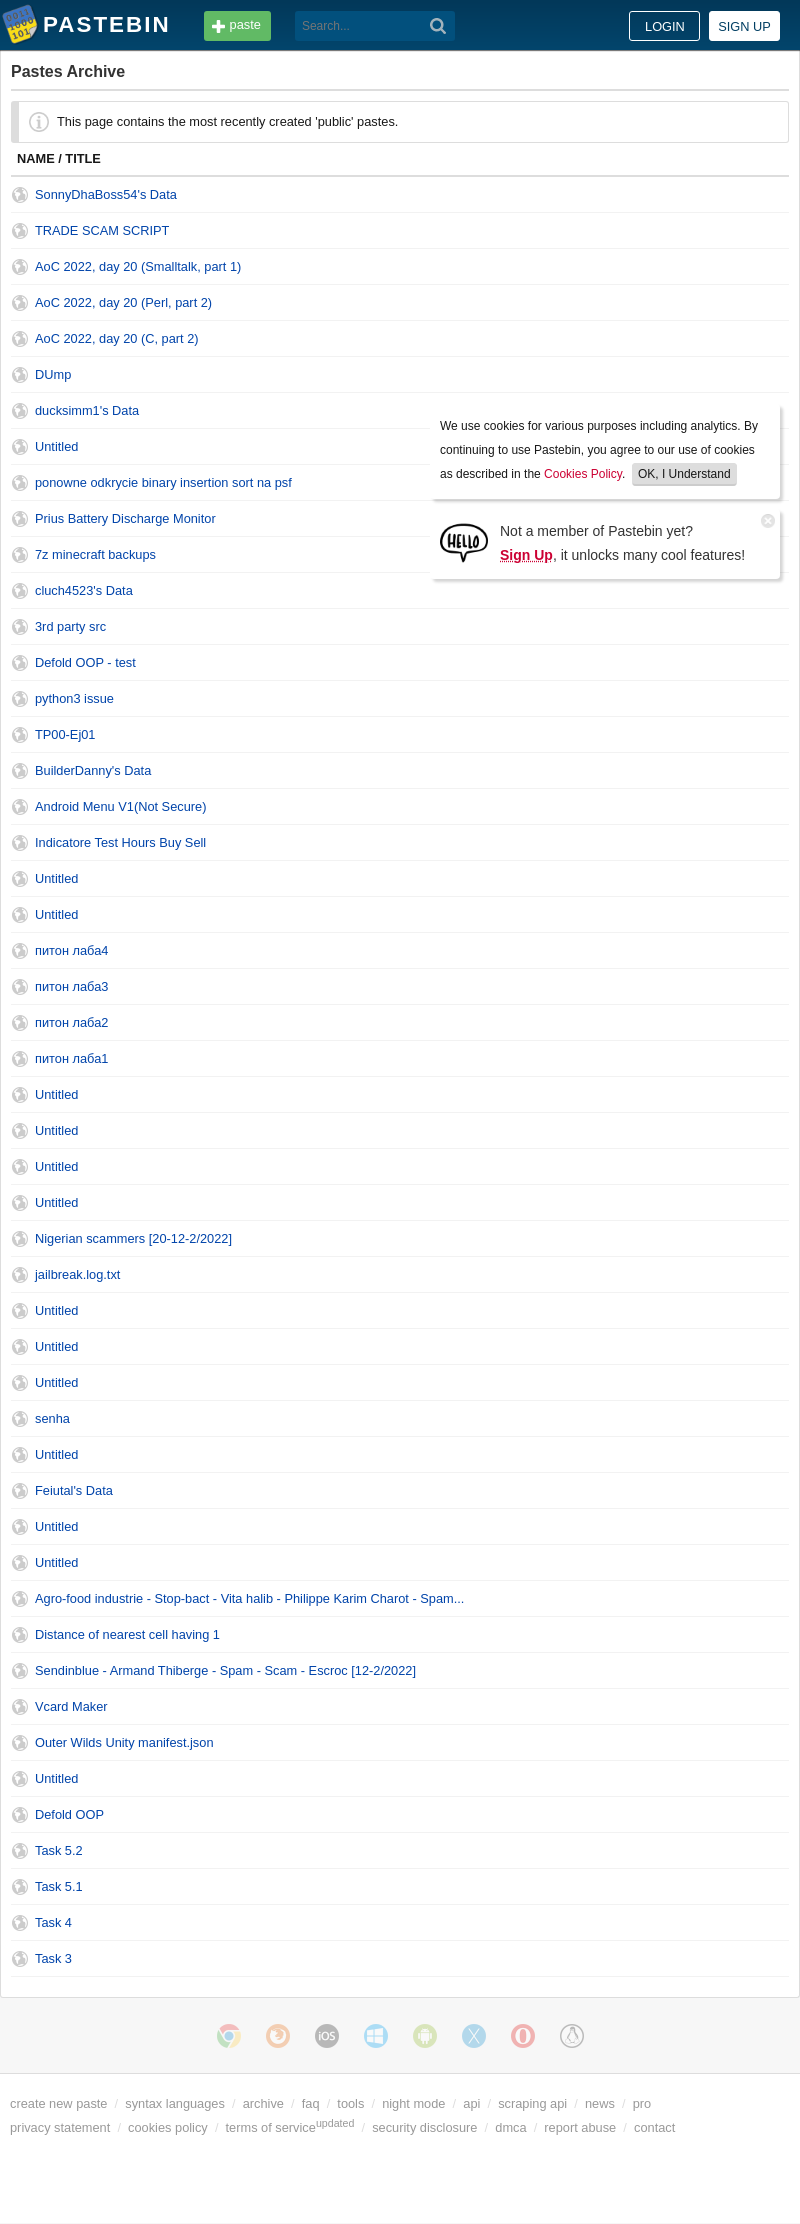 PASTEBIN paste Search... LOGIN SIGN UP
Pastes Archive
This page contains the most recently created 'public' pastes.
NAME / TITLE
SonnyDhaBoss54's Data
TRADE SCAM SCRIPT
AoC 2022, day 20 (Smalltalk, part 1)
AoC 2022, day 20 (Perl, part 2)
AoC 2022, day 20 (C, part 2)
DUmp
ducksimm1's Data
Untitled
ponowne odkrycie binary insertion sort na psf
Prius Battery Discharge Monitor
7z minecraft backups
cluch4523's Data
We use cookies for various purposes including analytics. By
continuing to use Pastebin, you agree to our use of cookies
as described in the Cookies Policy. OK, I Understand
HELLO
Not a member of Pastebin yet?
Sign Up, it unlocks many cool features!
3rd party src
Defold OOP - test
python3 issue
TP00-Ej01
BuilderDanny's Data
Android Menu V1(Not Secure)
Indicatore Test Hours Buy Sell
Untitled
Untitled
питон лаба4
питон лаба3
питон лаба2
питон лаба1
Untitled
Untitled
Untitled
Untitled
Nigerian scammers [20-12-2/2022]
jailbreak.log.txt
Untitled
Untitled
Untitled
senha
Untitled
Feiutal's Data
Untitled
Untitled
Agro-food industrie - Stop-bact - Vita halib - Philippe Karim Charot - Spam...
Distance of nearest cell having 1
Sendinblue - Armand Thiberge - Spam - Scam - Escroc [12-2/2022]
Vcard Maker
Outer Wilds Unity manifest.json
Untitled
Defold OOP
Task 5.2
Task 5.1
Task 4
Task 3
iOS
create new paste / syntax languages / archive / faq / tools / night mode / api / scraping api / news / pro
privacy statement / cookies policy / terms of service updated / security disclosure / dmca / report abuse / contact